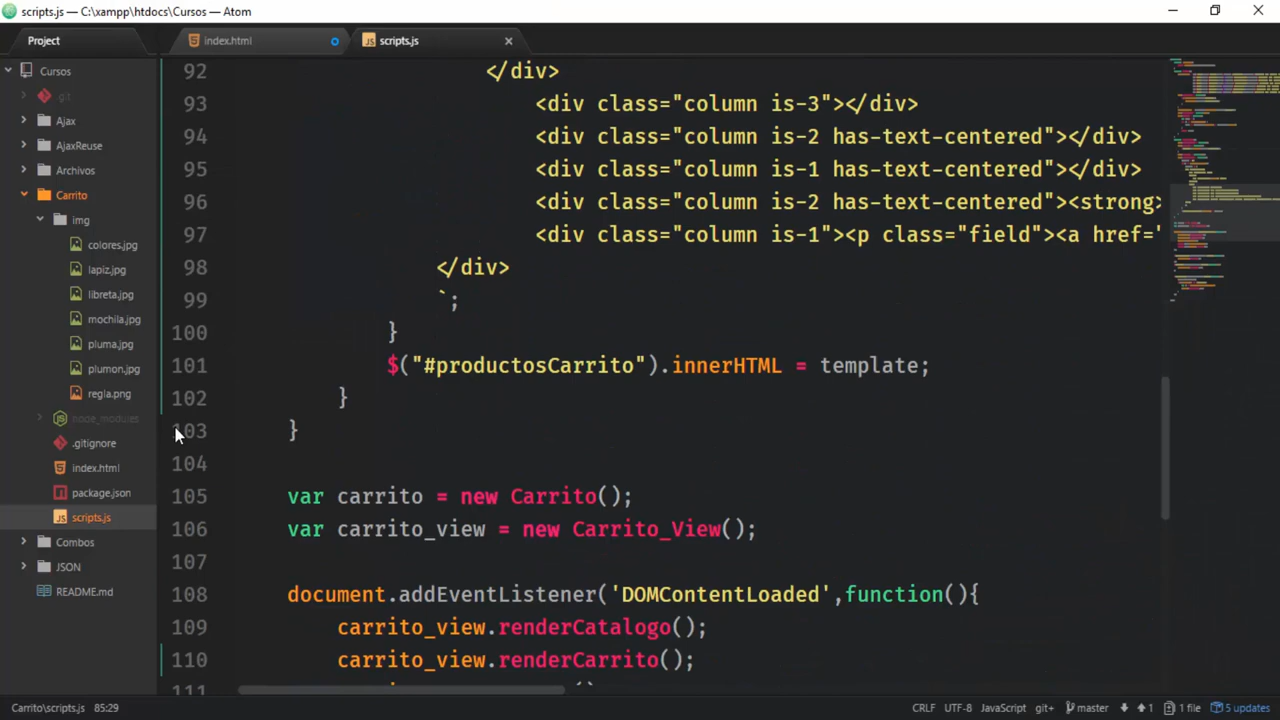 scripts.js — C:\xampp\htdocs\Cursos — Atom
Project
index.html
scripts.js
Cursos
.git
Ajax
AjaxReuse
Archivos
Carrito
img
colores.jpg
lapiz.jpg
libreta.jpg
mochila.jpg
pluma.jpg
plumon.jpg
regla.png
node_modules
.gitignore
index.html
package.json
scripts.js
Combos
JSON
README.md
92 </div>
93 <div class="column is-3"></div>
94 <div class="column is-2 has-text-centered"></div>
95 <div class="column is-1 has-text-centered"></div>
96 <div class="column is-2 has-text-centered"><strong>
97 <div class="column is-1"><p class="field"><a href='
98 </div>
99 `;
100 }
101 $("#productosCarrito").innerHTML = template;
102 }
103 }
104
105 var carrito = new Carrito();
106 var carrito_view = new Carrito_View();
107
108 document.addEventListener('DOMContentLoaded',function(){
109 carrito_view.renderCatalogo();
110 carrito_view.renderCarrito();
111
Carrito\scripts.js 85:29 CRLF UTF-8 JavaScript git+ master 1 1 file 5 updates